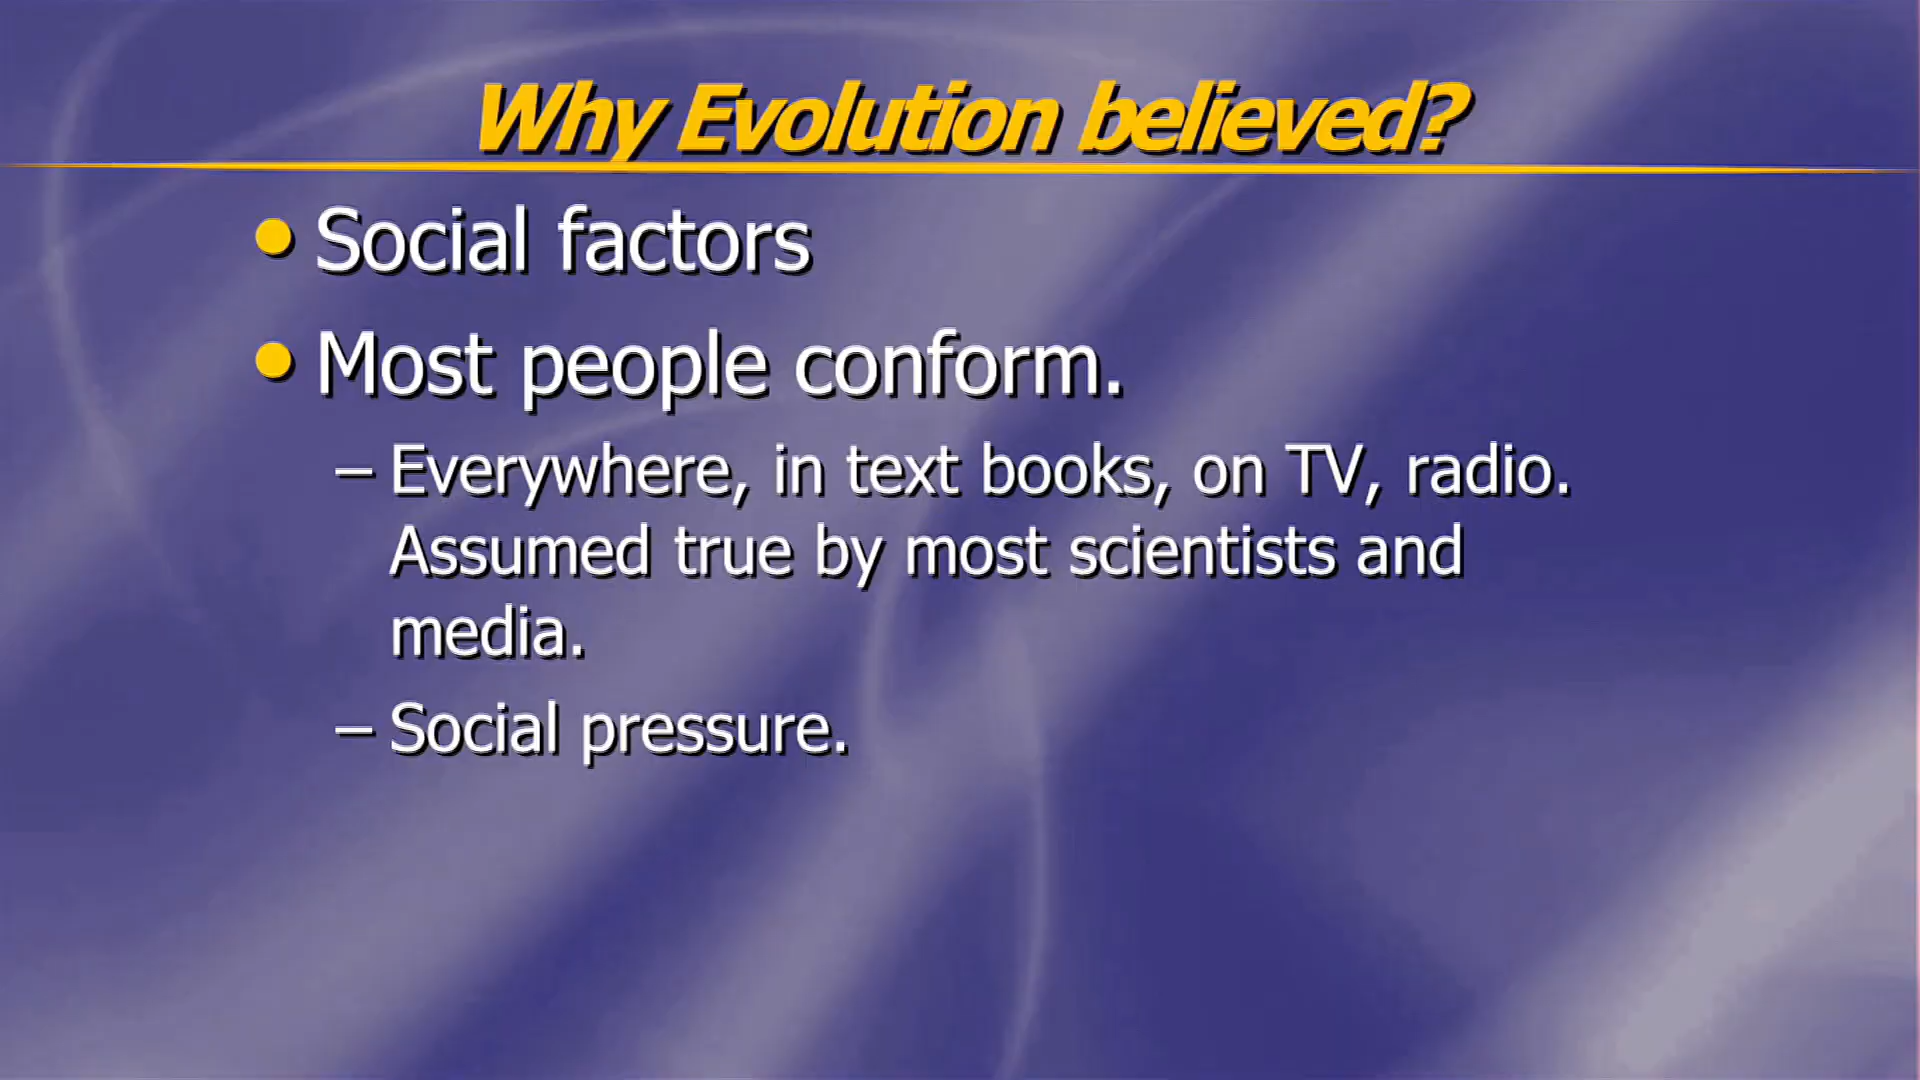 Why Evolution believed?
• Social factors
• Most people conform.
– Everywhere, in text books, on TV, radio.
Assumed true by most scientists and
media.
– Social pressure.